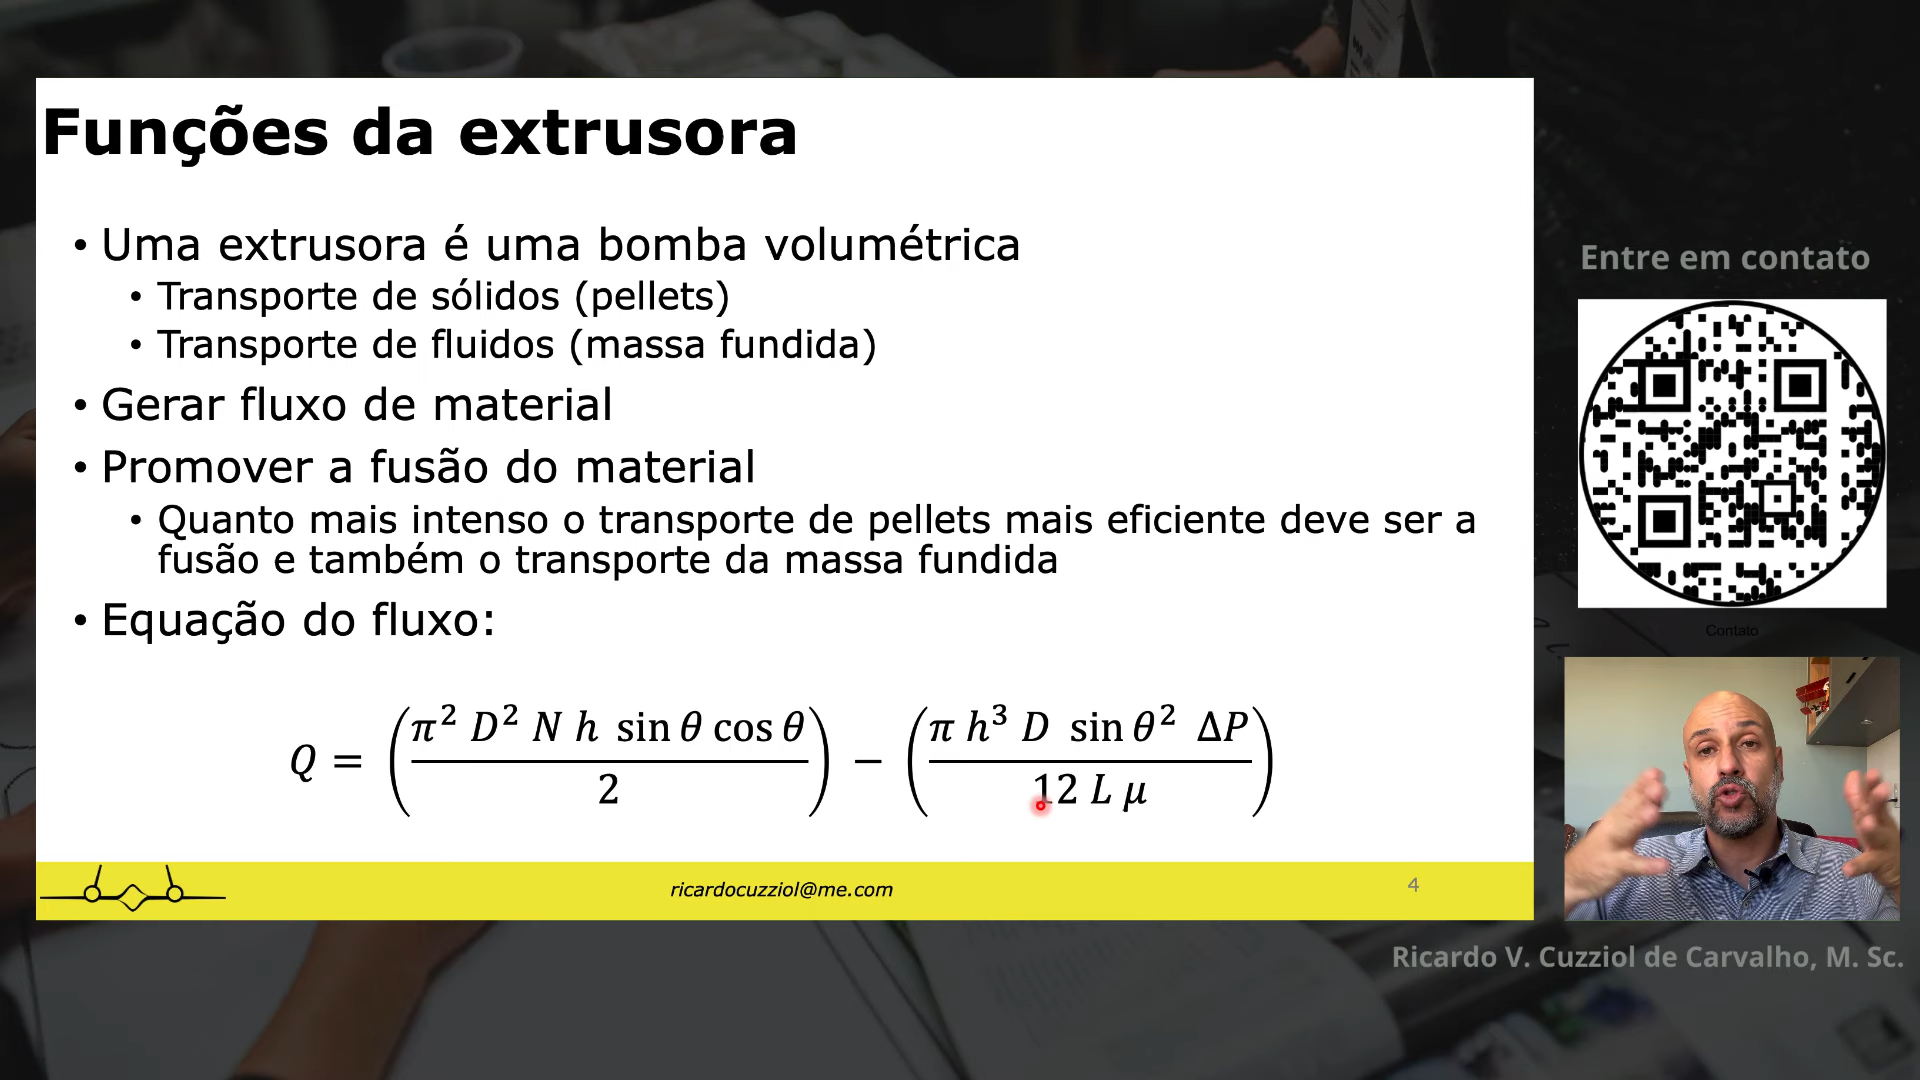 Funções da extrusora
• Uma extrusora é uma bomba volumétrica
• Transporte de sólidos (pellets)
• Transporte de fluidos (massa fundida)
• Gerar fluxo de material
• Promover a fusão do material
• Quanto mais intenso o transporte de pellets mais eficiente deve ser a
fusão e também o transporte da massa fundida
• Equação do fluxo:
Q = (π² D² N h sin θ cos θ / 2) − (π h³ D sin θ² ΔP / 12 L μ)
ricardocuzziol@me.com
4
Entre em contato
Contato
Ricardo V. Cuzziol de Carvalho, M. Sc.